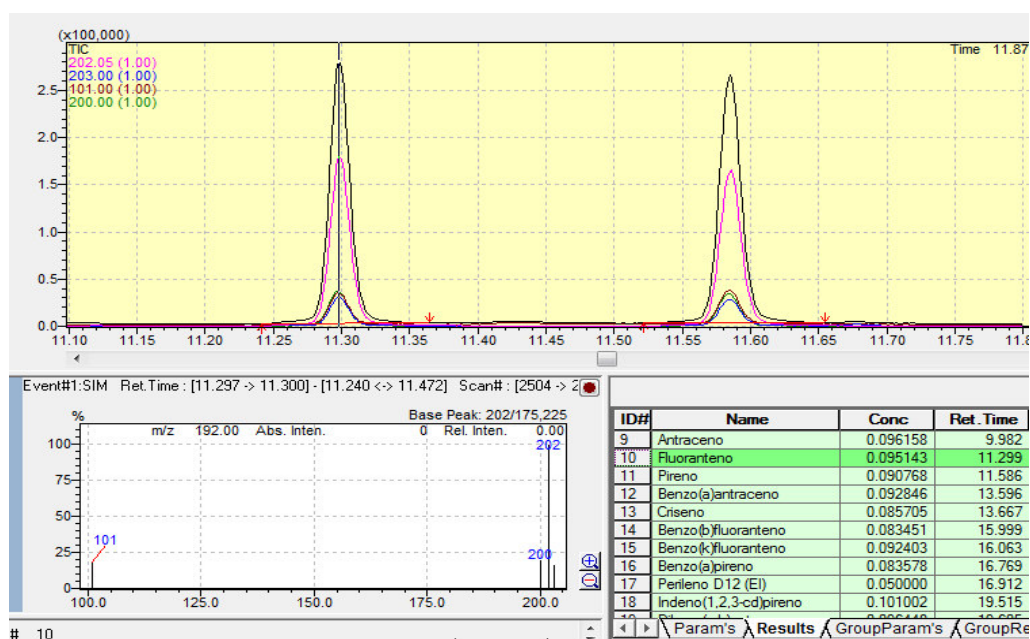 (x100,000)
TIC
Time 11.87
202.05 (1.00)
203.00 (1.00)
101.00 (1.00)
200.00 (1.00)
2.5
2.0
1.5
1.0
0.5
0.0
11.10 11.15 11.20 11.25 11.30 11.35 11.40 11.45 11.50 11.55 11.60 11.65 11.70 11.75 11.8
Event#1:SIM Ret.Time : [11.297 -> 11.300] - [11.240 <-> 11.472] Scan# : [2504 -> 2
% Base Peak: 202/175,225
m/z 192.00 Abs. Inten. 0 Rel. Inten. 0.00
100
75
50
25
0
202
101
200
100.0 125.0 150.0 175.0 200.0
# 10
ID# Name Conc Ret.Time
9 Antraceno 0.096158 9.982
10 Fluoranteno 0.095143 11.299
11 Pireno 0.090768 11.586
12 Benzo(a)antraceno 0.092846 13.596
13 Criseno 0.085705 13.667
14 Benzo(b)fluoranteno 0.083451 15.999
15 Benzo(k)fluoranteno 0.092403 16.063
16 Benzo(a)pireno 0.083578 16.769
17 Perileno D12 (EI) 0.050000 16.912
18 Indeno(1,2,3-cd)pireno 0.101002 19.515
Param's Results GroupParam's GroupRe